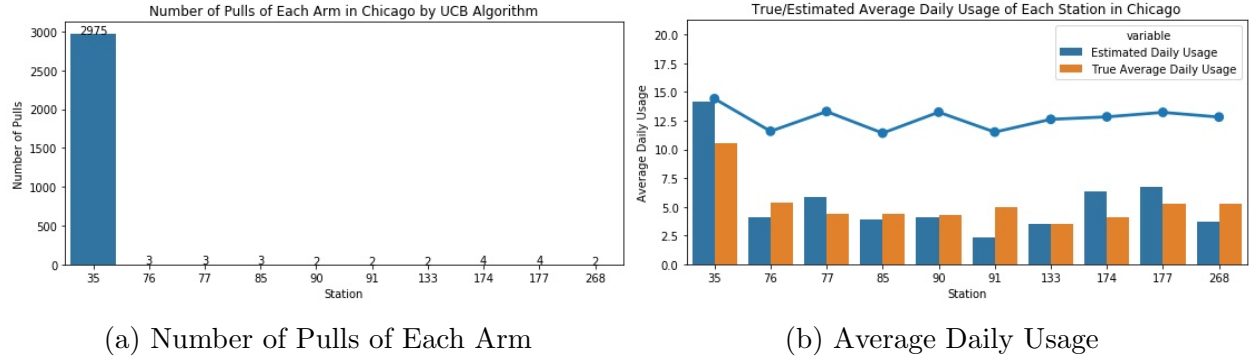 Number of Pulls of Each Arm in Chicago by UCB Algorithm
Number of Pulls
3000
2500
2000
1500
1000
500
0
2975 3 3 3 2 2 2 4 4 2
35 76 77 85 90 91 133 174 177 268
Station
(a) Number of Pulls of Each Arm
True/Estimated Average Daily Usage of Each Station in Chicago
Average Daily Usage
20.0
17.5
15.0
12.5
10.0
7.5
5.0
2.5
0.0
variable
Estimated Daily Usage
True Average Daily Usage
35 76 77 85 90 91 133 174 177 268
Station
(b) Average Daily Usage